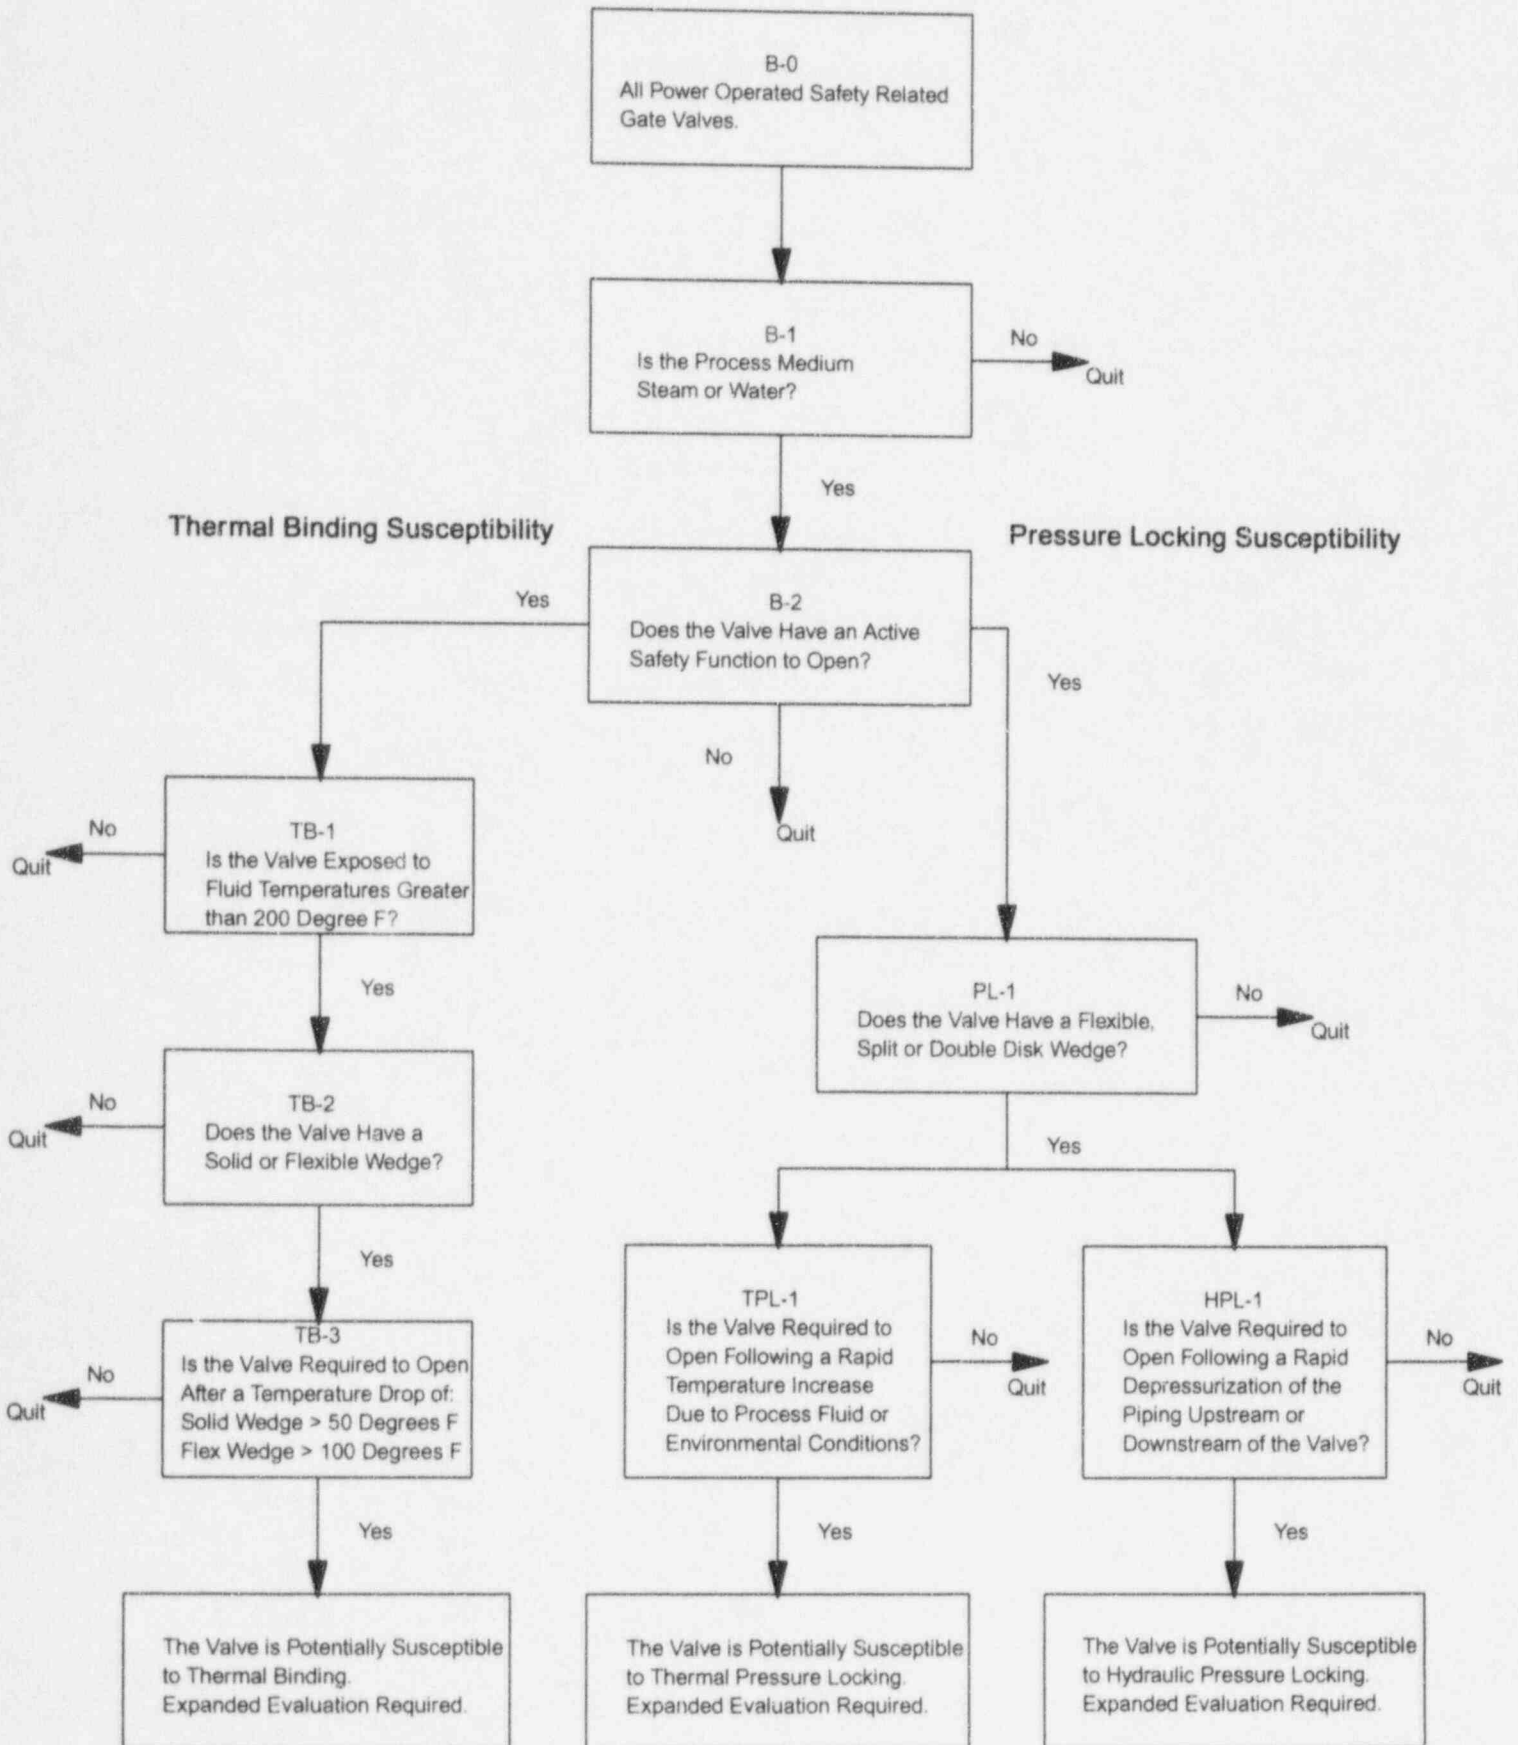 B-0
All Power Operated Safety Related
Gate Valves.
B-1
Is the Process Medium
Steam or Water?
No
Quit
Yes
Thermal Binding Susceptibility
Pressure Locking Susceptibility
B-2
Does the Valve Have an Active
Safety Function to Open?
Yes
Yes
No
Quit
TB-1
Is the Valve Exposed to
Fluid Temperatures Greater
than 200 Degree F?
No
Quit
Yes
PL-1
Does the Valve Have a Flexible,
Split or Double Disk Wedge?
No
Quit
Yes
TB-2
Does the Valve Have a
Solid or Flexible Wedge?
No
Quit
Yes
TB-3
Is the Valve Required to Open
After a Temperature Drop of:
Solid Wedge > 50 Degrees F
Flex Wedge > 100 Degrees F
No
Quit
Yes
TPL-1
Is the Valve Required to
Open Following a Rapid
Temperature Increase
Due to Process Fluid or
Environmental Conditions?
No
Quit
Yes
HPL-1
Is the Valve Required to
Open Following a Rapid
Depressurization of the
Piping Upstream or
Downstream of the Valve?
No
Quit
Yes
The Valve is Potentially Susceptible
to Thermal Binding.
Expanded Evaluation Required.
The Valve is Potentially Susceptible
to Thermal Pressure Locking.
Expanded Evaluation Required.
The Valve is Potentially Susceptible
to Hydraulic Pressure Locking.
Expanded Evaluation Required.